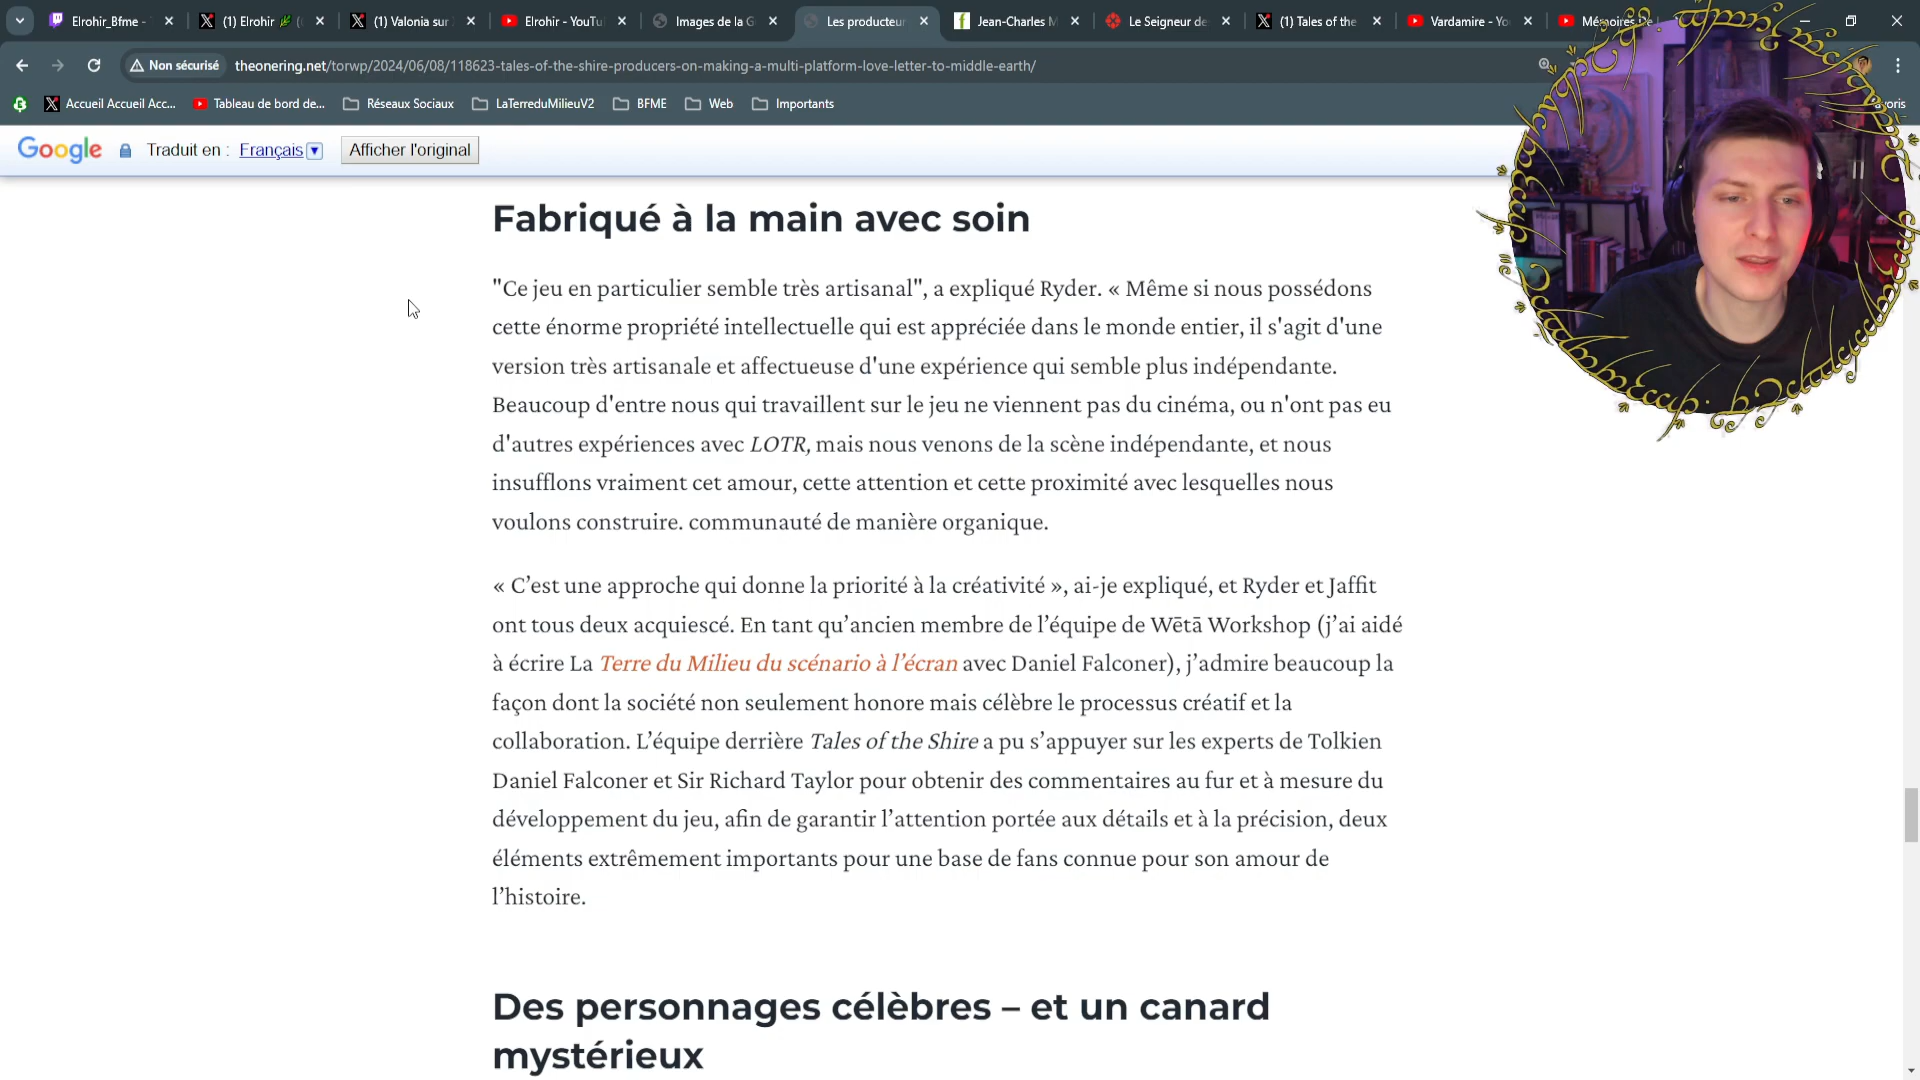 Elrohir_Bfme -
(1) Elrohir
(1) Valonia sur
Elrohir - YouTu
Images de la G
Les producteur
Jean-Charles M
Le Seigneur de
(1) Tales of the
Vardamire - Yo
Mémoires De
Non sécurisé
theonering.net/torwp/2024/06/08/118623-tales-of-the-shire-producers-on-making-a-multi-platform-love-letter-to-middle-earth/
Accueil Accueil Acc...
Tableau de bord de...
Réseaux Sociaux
LaTerreduMilieuV2
BFME
Web
Importants
Google
Traduit en :
Français
Afficher l'original
Fabriqué à la main avec soin
"Ce jeu en particulier semble très artisanal", a expliqué Ryder. « Même si nous possédons
cette énorme propriété intellectuelle qui est appréciée dans le monde entier, il s'agit d'une
version très artisanale et affectueuse d'une expérience qui semble plus indépendante.
Beaucoup d'entre nous qui travaillent sur le jeu ne viennent pas du cinéma, ou n'ont pas eu
d'autres expériences avec LOTR, mais nous venons de la scène indépendante, et nous
insufflons vraiment cet amour, cette attention et cette proximité avec lesquelles nous
voulons construire. communauté de manière organique.
« C’est une approche qui donne la priorité à la créativité », ai-je expliqué, et Ryder et Jaffit
ont tous deux acquiescé. En tant qu’ancien membre de l’équipe de Wētā Workshop (j’ai aidé
à écrire La Terre du Milieu du scénario à l’écran avec Daniel Falconer), j’admire beaucoup la
façon dont la société non seulement honore mais célèbre le processus créatif et la
collaboration. L’équipe derrière Tales of the Shire a pu s’appuyer sur les experts de Tolkien
Daniel Falconer et Sir Richard Taylor pour obtenir des commentaires au fur et à mesure du
développement du jeu, afin de garantir l’attention portée aux détails et à la précision, deux
éléments extrêmement importants pour une base de fans connue pour son amour de
l’histoire.
Des personnages célèbres – et un canard
mystérieux